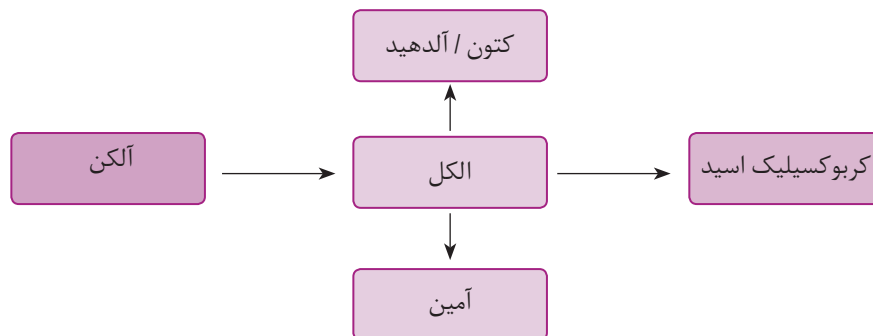 کتون / آلدهید
آلکن
الکل
کربوکسیلیک اسید
آمین